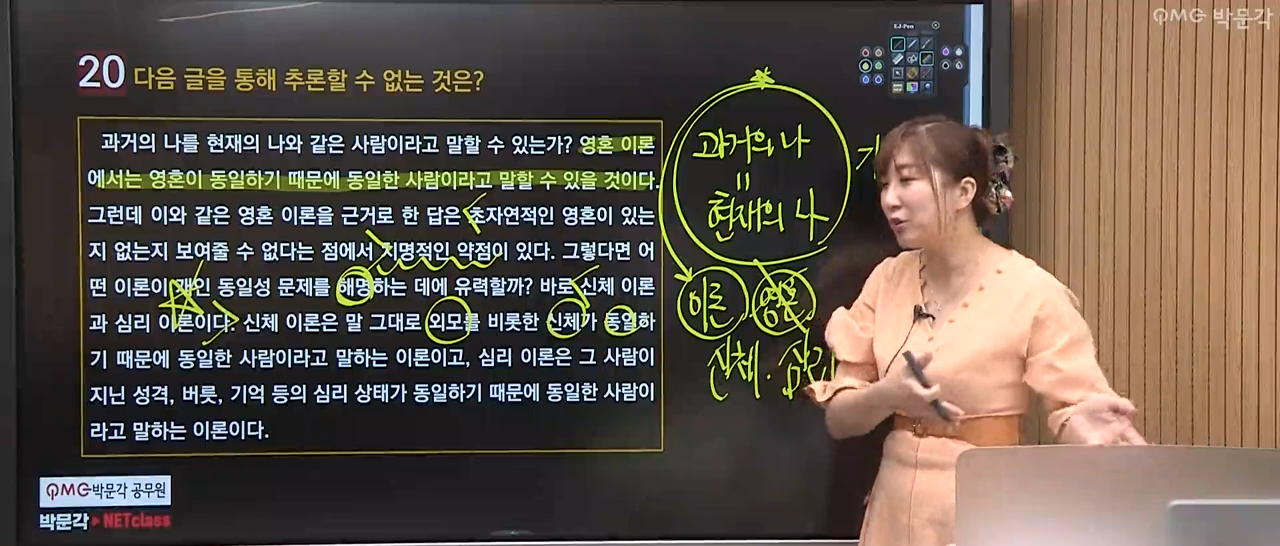 QMG 박문각
EJ-Pen
20 다음 글을 통해 추론할 수 없는 것은?
과거의 나를 현재의 나와 같은 사람이라고 말할 수 있는가? 영혼 이론
에서는 영혼이 동일하기 때문에 동일한 사람이라고 말할 수 있을 것이다.
그런데 이와 같은 영혼 이론을 근거로 한 답은 초자연적인 영혼이 있는
지 없는지 보여줄 수 없다는 점에서 치명적인 약점이 있다. 그렇다면 어
떤 이론이 개인 동일성 문제를 해명하는 데에 유력할까? 바로 신체 이론
과 심리 이론이다. 신체 이론은 말 그대로 외모를 비롯한 신체가 동일하
기 때문에 동일한 사람이라고 말하는 이론이고, 심리 이론은 그 사람이
지닌 성격, 버릇, 기억 등의 심리 상태가 동일하기 때문에 동일한 사람이
라고 말하는 이론이다.
과거의 나
=
현재의 나
이론 영혼
신체 · 심리
QMG 박문각 공무원
박문각 NETclass